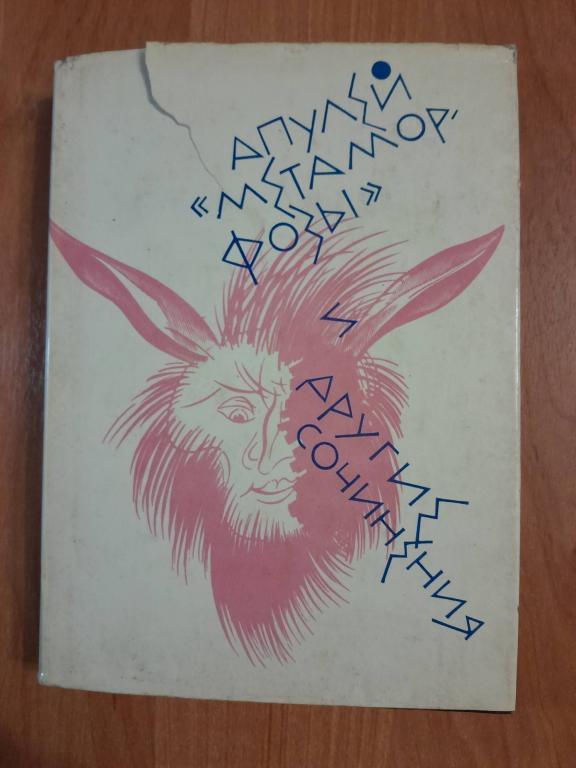 АПУЛЕЙ
«МЕТАМОР-
ФОЗЫ»
И
ДРУГИЕ
СОЧИНЕНИЯ